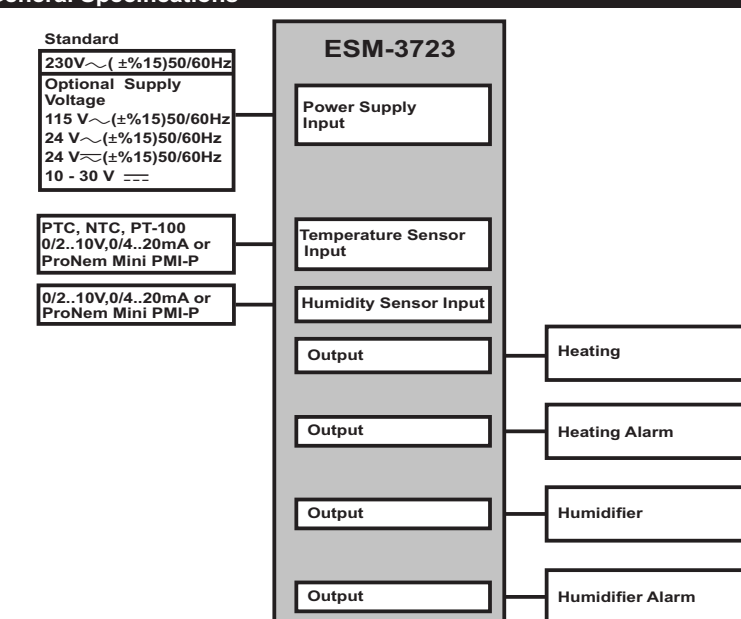 General Specifications
Standard
230V～( ±%15)50/60Hz
Optional Supply
Voltage
115 V～(±%15)50/60Hz
24 V～(±%15)50/60Hz
24 V⏦(±%15)50/60Hz
10 - 30 V ⎓
PTC, NTC, PT-100
0/2..10V,0/4..20mA or
ProNem Mini PMI-P
0/2..10V,0/4..20mA or
ProNem Mini PMI-P
ESM-3723
Power Supply
Input
Temperature Sensor
Input
Humidity Sensor Input
Output
Heating
Output
Heating Alarm
Output
Humidifier
Output
Humidifier Alarm